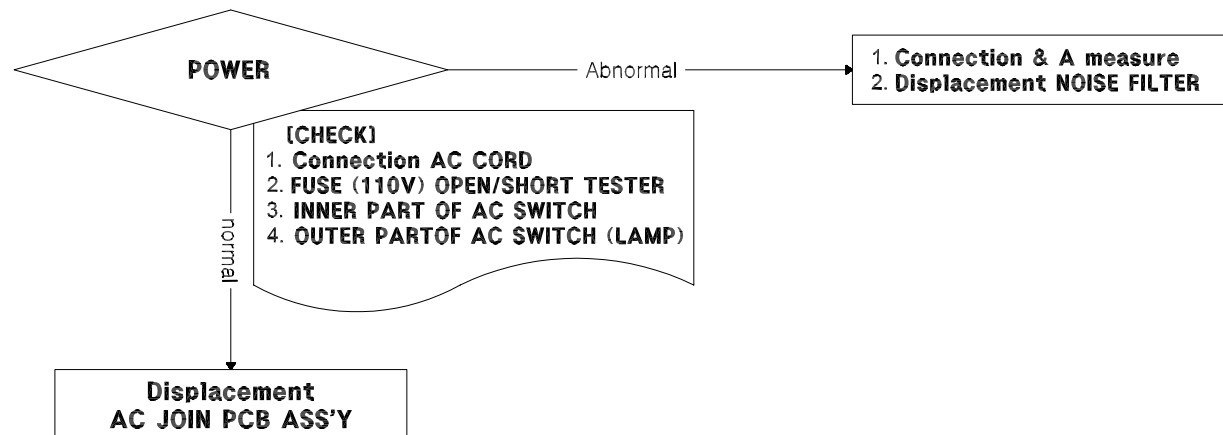 POWER
Abnormal
1. Connection & A measure
2. Displacement NOISE FILTER
[CHECK]
1. Connection AC CORD
2. FUSE (110V) OPEN/SHORT TESTER
3. INNER PART OF AC SWITCH
4. OUTER PARTOF AC SWITCH (LAMP)
normal
Displacement
AC JOIN PCB ASS'Y